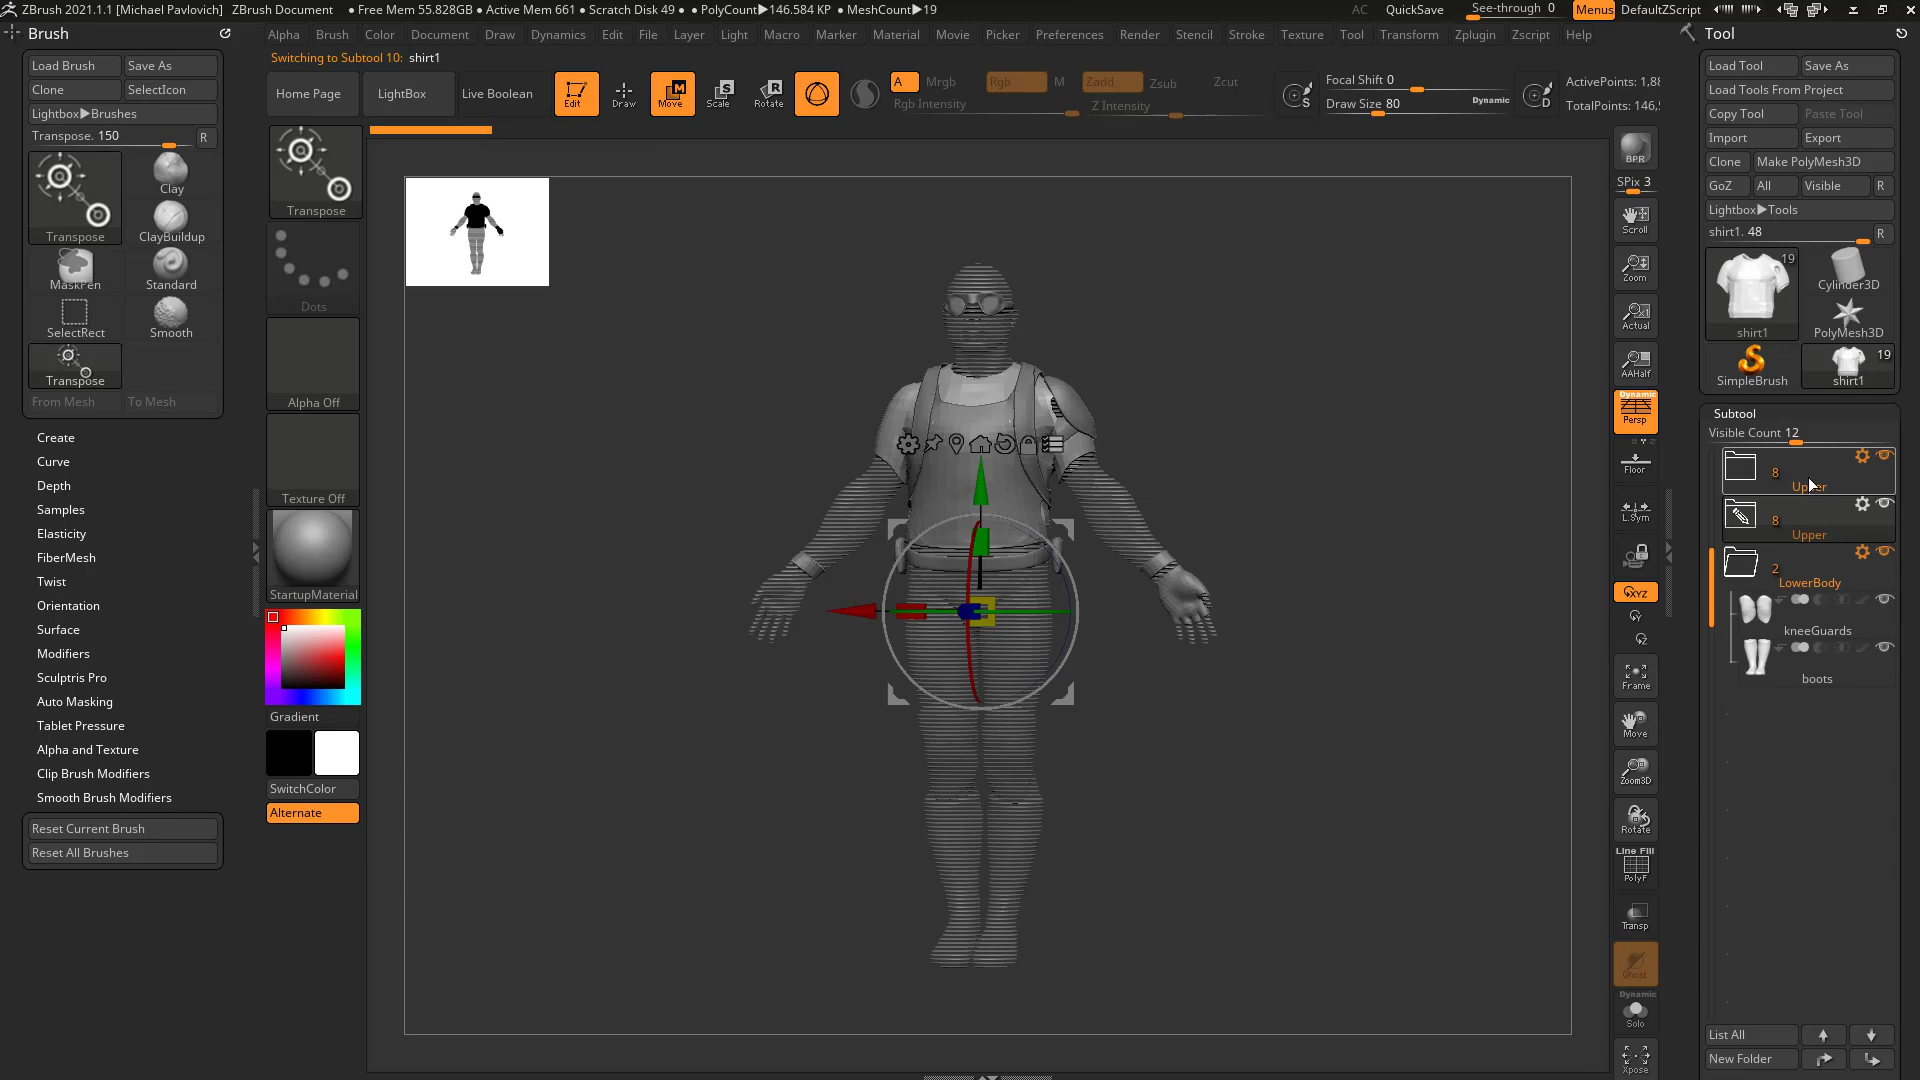 ZBrush 2021.1.1 [Michael Pavlovich] ZBrush Document • Free Mem 55.828GB • Active Mem 661 • Scratch Disk 49 • PolyCount▶146.584 KP • MeshCount▶19
AC QuickSave See-through 0 Menus DefaultZScript
Brush
Alpha Brush Color Document Draw Dynamics Edit File Layer Light Macro Marker Material Movie Picker Preferences Render Stencil Stroke Texture Tool Transform Zplugin Zscript Help
Tool
Switching to Subtool 10: shirt1
Load Brush Save As
Clone SelectIcon
Lightbox▶Brushes
Transpose. 150 R
Transpose
Clay
ClayBuildup
MaskPen
Standard
SelectRect
Smooth
Transpose
From Mesh To Mesh
Create
Curve
Depth
Samples
Elasticity
FiberMesh
Twist
Orientation
Surface
Modifiers
Sculptris Pro
Auto Masking
Tablet Pressure
Alpha and Texture
Clip Brush Modifiers
Smooth Brush Modifiers
Reset Current Brush
Reset All Brushes
Home Page LightBox Live Boolean
Edit Draw Move Scale Rotate
A Mrgb Rgb M Zadd Zsub Zcut
Rgb Intensity Z Intensity
S
Focal Shift 0
Draw Size 80 Dynamic
D
ActivePoints: 1,88
TotalPoints: 146,5
Transpose
Dots
Alpha Off
Texture Off
StartupMaterial
Gradient
SwitchColor
Alternate
BPR
SPix 3
Scroll
Zoom
Actual
AAHalf
Dynamic
Persp
Floor
L.Sym
XYZ
Frame
Move
Zoom3D
Rotate
Line Fill
PolyF
Transp
Ghost
Dynamic
Solo
Xpose
Load Tool Save As
Load Tools From Project
Copy Tool Paste Tool
Import Export
Clone Make PolyMesh3D
GoZ All Visible R
Lightbox▶Tools
shirt1. 48 R
19
shirt1
Cylinder3D
PolyMesh3D
SimpleBrush
19
shirt1
Subtool
Visible Count 12
8
Upper
8
Upper
2
LowerBody
kneeGuards
boots
List All
New Folder